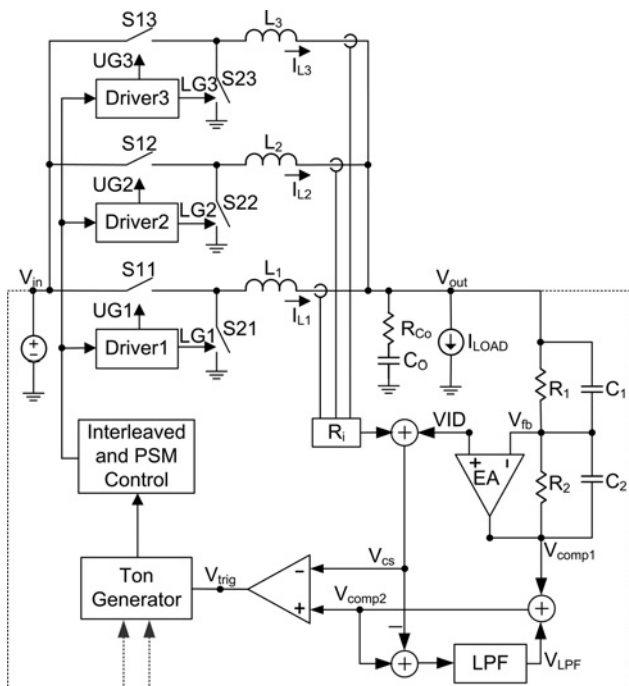 S13
L3
UG3
LG3
S23
IL3
Driver3
S12
L2
UG2
LG2
S22
IL2
Driver2
Vin
S11
L1
Vout
UG1
LG1
S21
IL1
Driver1
+
-
RCo
CO
ILOAD
R1
C1
Ri
+
VID
Vfb
+
-
EA
R2
C2
Interleaved
and PSM
Control
Vcomp1
Ton
Generator
Vtrig
-
+
Vcs
Vcomp2
+
-
+
LPF
VLPF